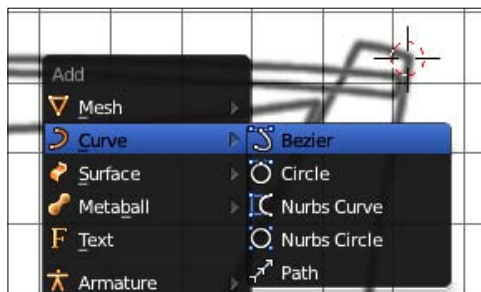 Add
Mesh
Curve
Surface
Metaball
Text
Armature
Bezier
Circle
Nurbs Curve
Nurbs Circle
Path